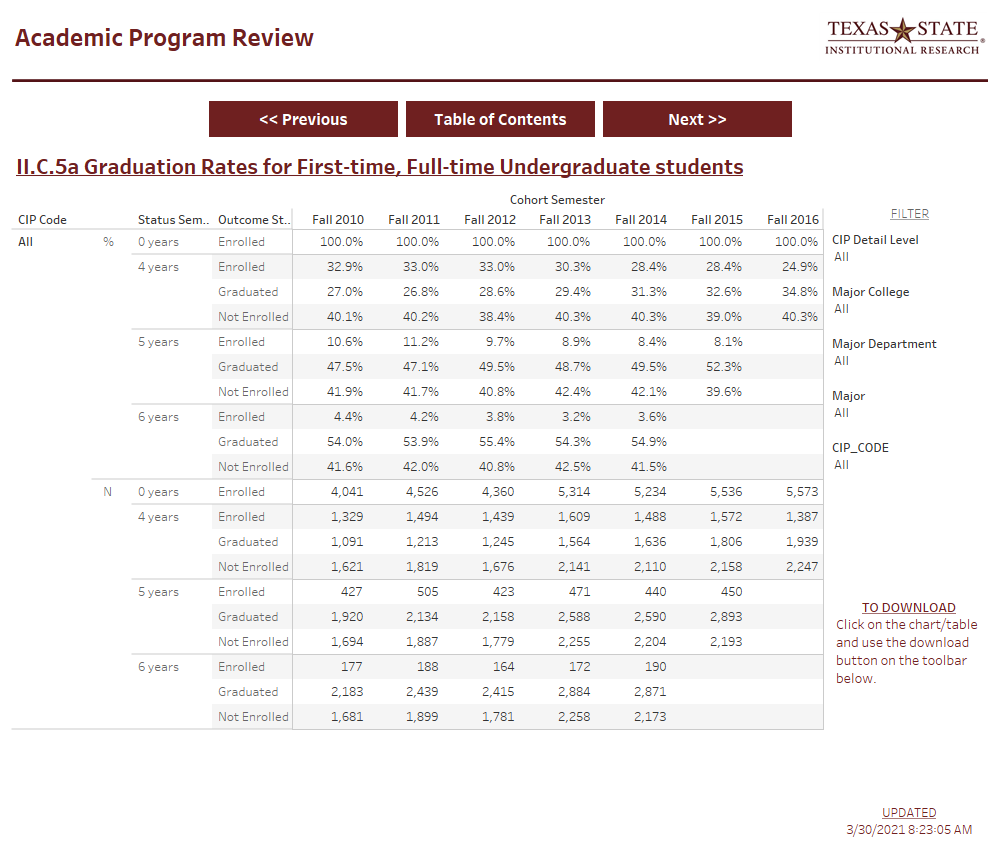 Academic Program Review
TEXAS STATE®
INSTITUTIONAL RESEARCH
<< Previous Table of Contents Next >>
II.C.5a Graduation Rates for First-time, Full-time Undergraduate students
Cohort Semester
CIP Code Status Sem.. Outcome St.. Fall 2010 Fall 2011 Fall 2012 Fall 2013 Fall 2014 Fall 2015 Fall 2016
All % 0 years Enrolled 100.0% 100.0% 100.0% 100.0% 100.0% 100.0% 100.0%
4 years Enrolled 32.9% 33.0% 33.0% 30.3% 28.4% 28.4% 24.9%
Graduated 27.0% 26.8% 28.6% 29.4% 31.3% 32.6% 34.8%
Not Enrolled 40.1% 40.2% 38.4% 40.3% 40.3% 39.0% 40.3%
5 years Enrolled 10.6% 11.2% 9.7% 8.9% 8.4% 8.1%
Graduated 47.5% 47.1% 49.5% 48.7% 49.5% 52.3%
Not Enrolled 41.9% 41.7% 40.8% 42.4% 42.1% 39.6%
6 years Enrolled 4.4% 4.2% 3.8% 3.2% 3.6%
Graduated 54.0% 53.9% 55.4% 54.3% 54.9%
Not Enrolled 41.6% 42.0% 40.8% 42.5% 41.5%
N 0 years Enrolled 4,041 4,526 4,360 5,314 5,234 5,536 5,573
4 years Enrolled 1,329 1,494 1,439 1,609 1,488 1,572 1,387
Graduated 1,091 1,213 1,245 1,564 1,636 1,806 1,939
Not Enrolled 1,621 1,819 1,676 2,141 2,110 2,158 2,247
5 years Enrolled 427 505 423 471 440 450
Graduated 1,920 2,134 2,158 2,588 2,590 2,893
Not Enrolled 1,694 1,887 1,779 2,255 2,204 2,193
6 years Enrolled 177 188 164 172 190
Graduated 2,183 2,439 2,415 2,884 2,871
Not Enrolled 1,681 1,899 1,781 2,258 2,173
FILTER
CIP Detail Level
All
Major College
All
Major Department
All
Major
All
CIP_CODE
All
TO DOWNLOAD
Click on the chart/table
and use the download
button on the toolbar
below.
UPDATED
3/30/2021 8:23:05 AM